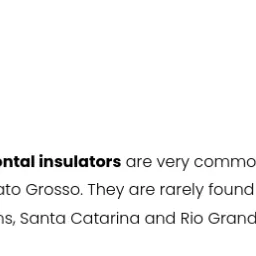 ontal insulators are very commo
ato Grosso. They are rarely found
ns, Santa Catarina and Rio Grand